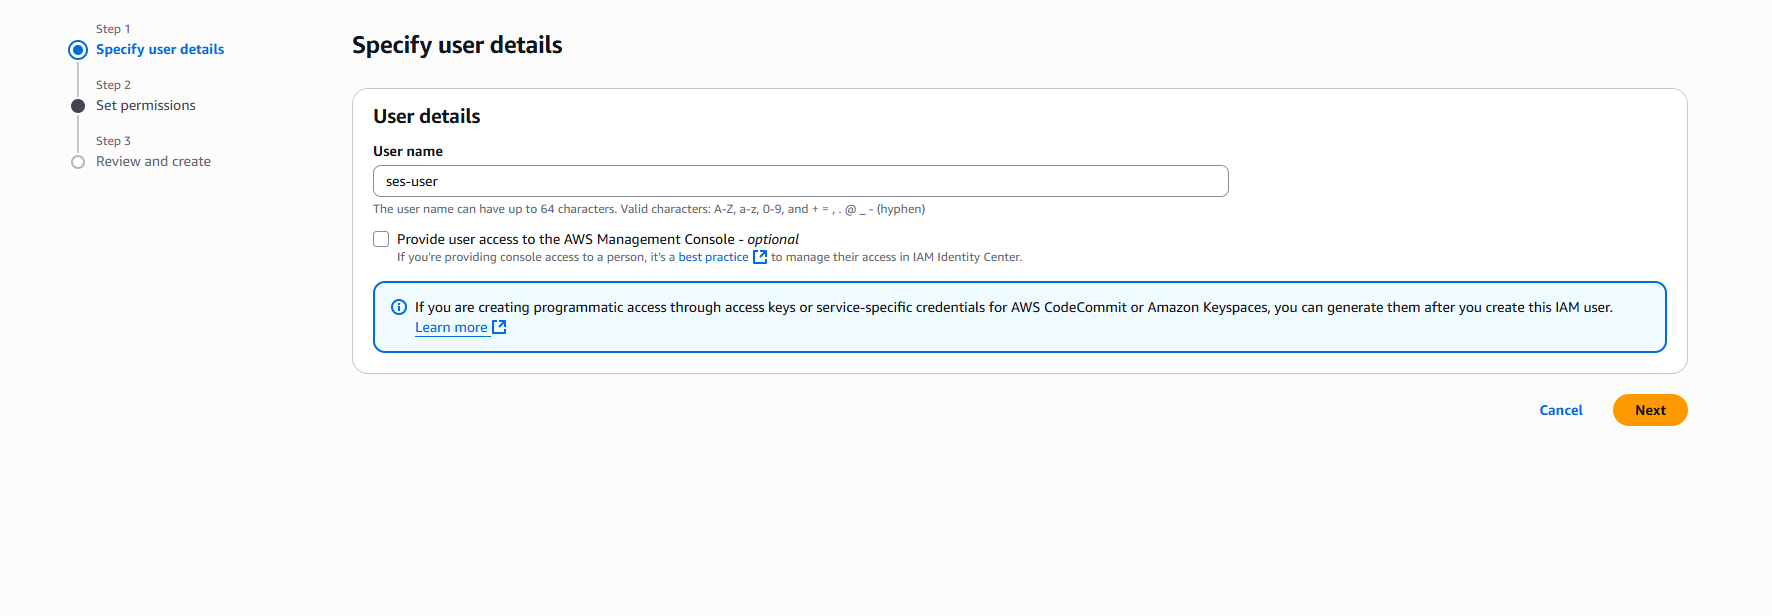 Step 1
Specify user details
Step 2
Set permissions
Step 3
Review and create
Specify user details
User details
User name
ses-user
The user name can have up to 64 characters. Valid characters: A-Z, a-z, 0-9, and + = , . @ _ - (hyphen)
Provide user access to the AWS Management Console - optional
If you're providing console access to a person, it's a best practice to manage their access in IAM Identity Center.
If you are creating programmatic access through access keys or service-specific credentials for AWS CodeCommit or Amazon Keyspaces, you can generate them after you create this IAM user.
Learn more
Cancel
Next